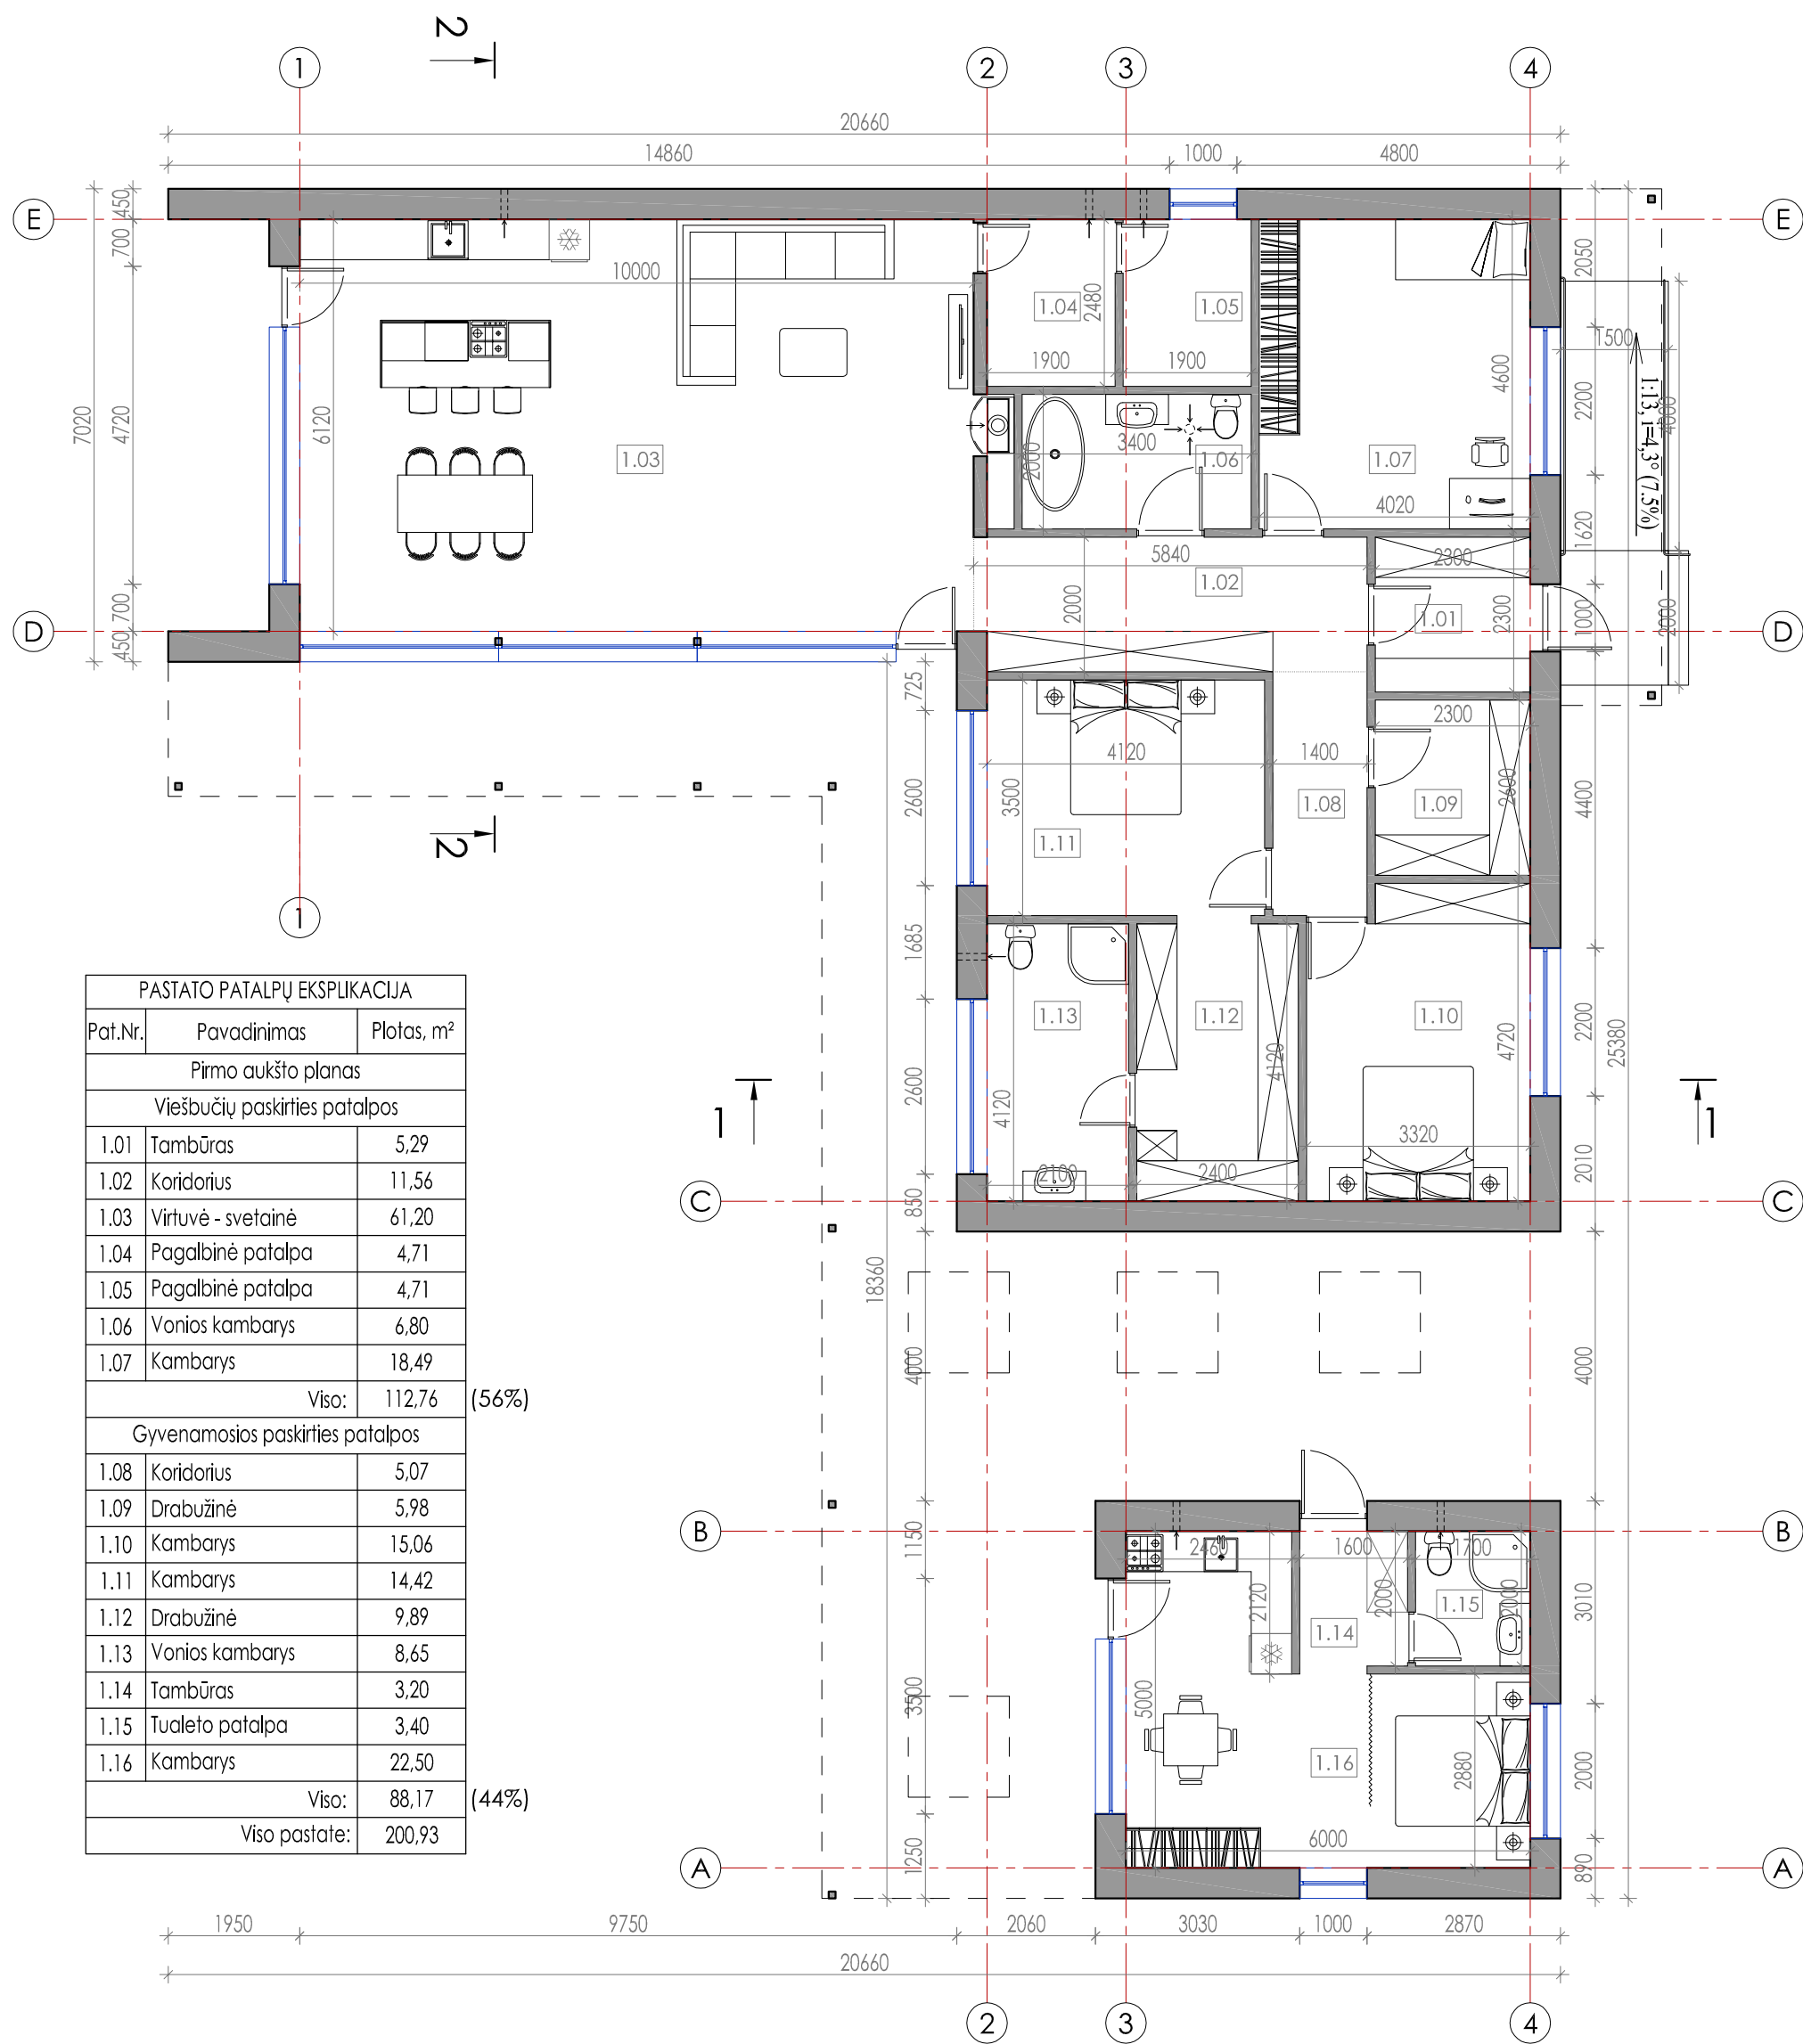 2
1 2 3 4
20660
14860 1000 4800
E E
450
700
4720
7020
700
450
10000
6120
1.03
2480
1.04
1900
1.05
1900
2000
3400
1.06
4600
1.07
4020
2050
2200
1620
1000
1500
4000
2000
1:13, i=4,3° (7.5%)
5840
1.02
2000
2300
1.01
2300
D D
725
2600
1685
2600
850
18360
4120
3500
1.11
1400
1.08
2300
1.09
2600
4400
2
1
1.13
4120
2100
1.12
4120
2400
1.10
4720
3320
2200
2010
25380
1 1
C C
4000 4000
B B
1150
3500
1250
2460
1600
1700
2120
2000
2000
1.14
1.15
5000
1.16
2880
6000
3010
2000
890
A A
PASTATO PATALPŲ EKSPLIKACIJA
Pat.Nr. Pavadinimas Plotas, m²
Pirmo aukšto planas
Viešbučių paskirties patalpos
1.01 Tambūras 5,29
1.02 Koridorius 11,56
1.03 Virtuvė - svetainė 61,20
1.04 Pagalbinė patalpa 4,71
1.05 Pagalbinė patalpa 4,71
1.06 Vonios kambarys 6,80
1.07 Kambarys 18,49
Viso: 112,76 (56%)
Gyvenamosios paskirties patalpos
1.08 Koridorius 5,07
1.09 Drabužinė 5,98
1.10 Kambarys 15,06
1.11 Kambarys 14,42
1.12 Drabužinė 9,89
1.13 Vonios kambarys 8,65
1.14 Tambūras 3,20
1.15 Tualeto patalpa 3,40
1.16 Kambarys 22,50
Viso: 88,17 (44%)
Viso pastate: 200,93
1950 9750 2060 3030 1000 2870
20660
2 3 4